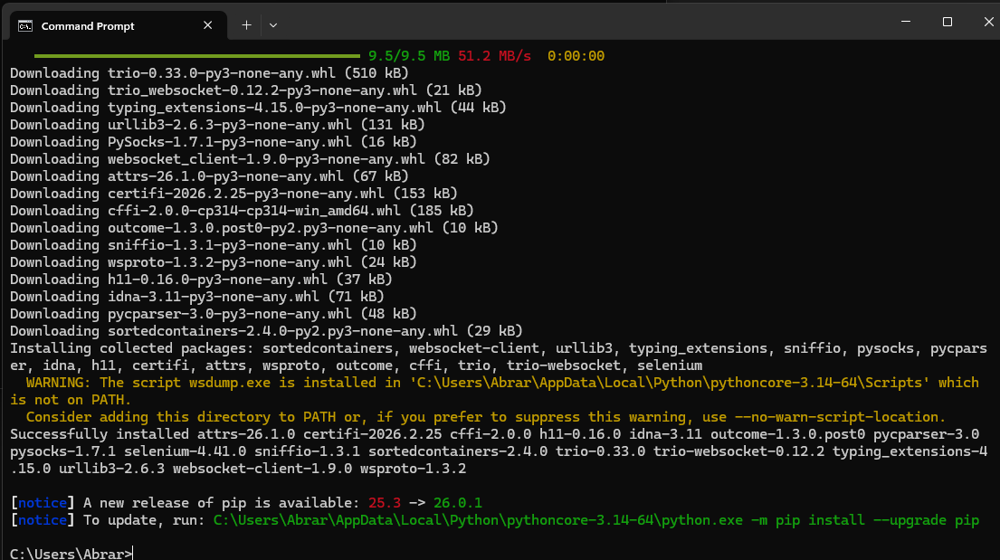 Command Prompt
9.5/9.5 MB 51.2 MB/s 0:00:00
Downloading trio-0.33.0-py3-none-any.whl (510 kB)
Downloading trio_websocket-0.12.2-py3-none-any.whl (21 kB)
Downloading typing_extensions-4.15.0-py3-none-any.whl (44 kB)
Downloading urllib3-2.6.3-py3-none-any.whl (131 kB)
Downloading PySocks-1.7.1-py3-none-any.whl (16 kB)
Downloading websocket_client-1.9.0-py3-none-any.whl (82 kB)
Downloading attrs-26.1.0-py3-none-any.whl (67 kB)
Downloading certifi-2026.2.25-py3-none-any.whl (153 kB)
Downloading cffi-2.0.0-cp314-cp314-win_amd64.whl (185 kB)
Downloading outcome-1.3.0.post0-py2.py3-none-any.whl (10 kB)
Downloading sniffio-1.3.1-py3-none-any.whl (10 kB)
Downloading wsproto-1.3.2-py3-none-any.whl (24 kB)
Downloading h11-0.16.0-py3-none-any.whl (37 kB)
Downloading idna-3.11-py3-none-any.whl (71 kB)
Downloading pycparser-3.0-py3-none-any.whl (48 kB)
Downloading sortedcontainers-2.4.0-py2.py3-none-any.whl (29 kB)
Installing collected packages: sortedcontainers, websocket-client, urllib3, typing_extensions, sniffio, pysocks, pycpars
er, idna, h11, certifi, attrs, wsproto, outcome, cffi, trio, trio-websocket, selenium
WARNING: The script wsdump.exe is installed in 'C:\Users\Abrar\AppData\Local\Python\pythoncore-3.14-64\Scripts' which
is not on PATH.
Consider adding this directory to PATH or, if you prefer to suppress this warning, use --no-warn-script-location.
Successfully installed attrs-26.1.0 certifi-2026.2.25 cffi-2.0.0 h11-0.16.0 idna-3.11 outcome-1.3.0.post0 pycparser-3.0
pysocks-1.7.1 selenium-4.41.0 sniffio-1.3.1 sortedcontainers-2.4.0 trio-0.33.0 trio-websocket-0.12.2 typing_extensions-4
.15.0 urllib3-2.6.3 websocket-client-1.9.0 wsproto-1.3.2
[notice] A new release of pip is available: 25.3 -> 26.0.1
[notice] To update, run: C:\Users\Abrar\AppData\Local\Python\pythoncore-3.14-64\python.exe -m pip install --upgrade pip
C:\Users\Abrar>